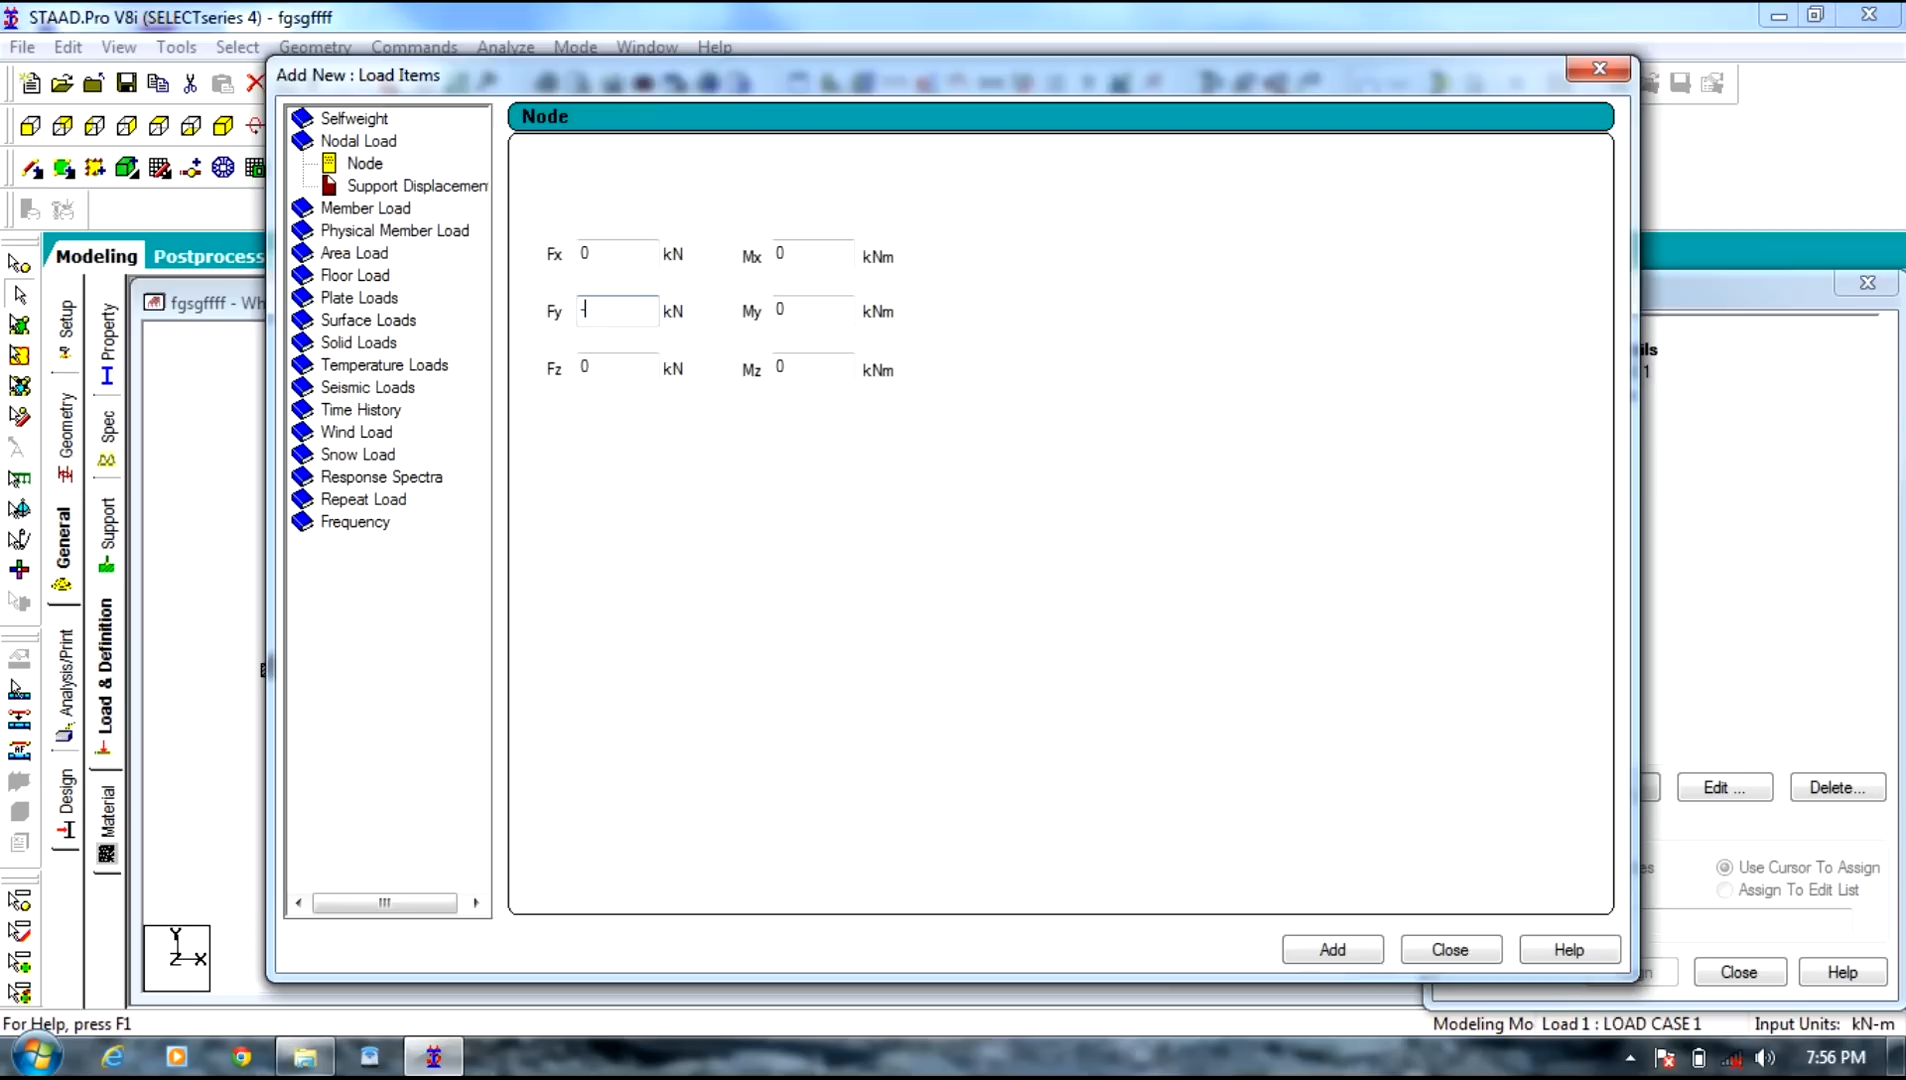 STAAD.Pro V8i (SELECTseries 4) - fgsgffff
File Edit View Tools Select Geometry Commands Analyze Mode Window Help
Add New : Load Items
Selfweight
Nodal Load
Node
Support Displacemen
Member Load
Physical Member Load
Area Load
Floor Load
Plate Loads
Surface Loads
Solid Loads
Temperature Loads
Seismic Loads
Time History
Wind Load
Snow Load
Response Spectra
Repeat Load
Frequency
Node
Fx 0 kN Mx 0 kNm
Fy - kN My 0 kNm
Fz 0 kN Mz 0 kNm
Add Close Help
Modeling Postprocess
fgsgffff - Wh
Setup
Geometry
General
Analysis/Print
Design
Property
Spec
Support
Load & Definition
Material
Y
Z X
ils
1
Edit ... Delete...
es Use Cursor To Assign
Assign To Edit List
n Close Help
For Help, press F1
Modeling Mo Load 1 : LOAD CASE 1 Input Units: kN-m
7:56 PM